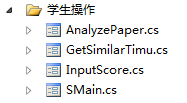 学生操作
AnalyzePaper.cs
GetSimilarTimu.cs
InputScore.cs
SMain.cs